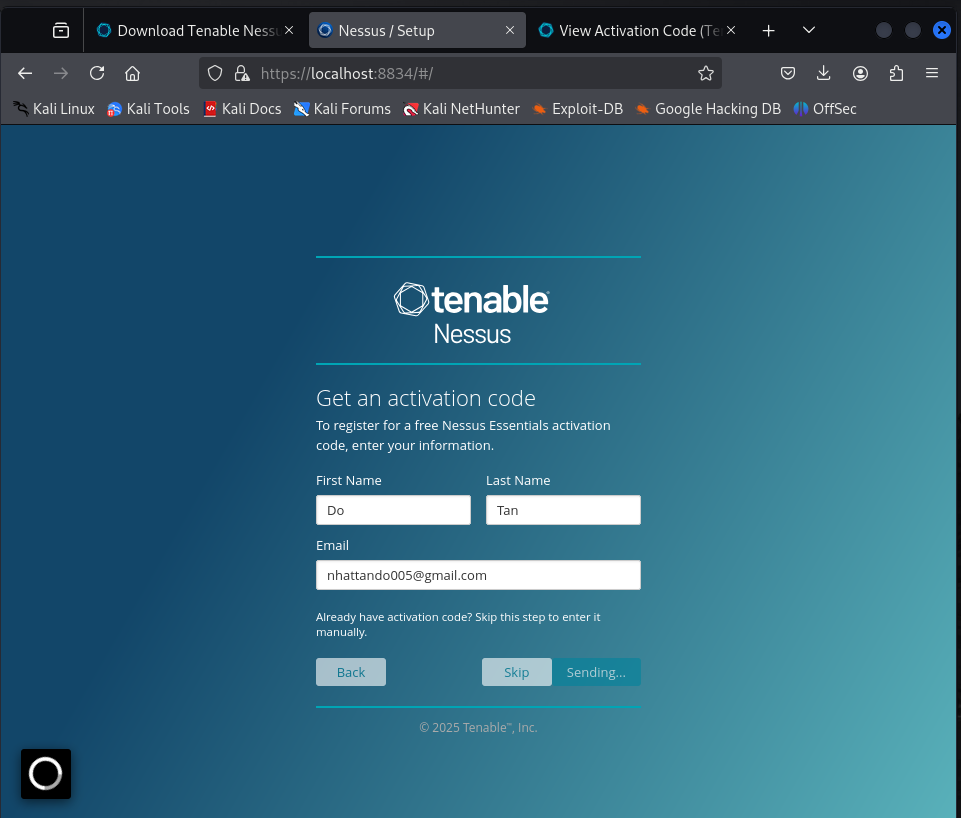 Download Tenable Nessu
Nessus / Setup
View Activation Code (Te
https://localhost:8834/#/
Kali Linux
Kali Tools
Kali Docs
Kali Forums
Kali NetHunter
Exploit-DB
Google Hacking DB
OffSec
tenable
Nessus
Get an activation code
To register for a free Nessus Essentials activation
code, enter your information.
First Name
Last Name
Do
Tan
Email
nhattando005@gmail.com
Already have activation code? Skip this step to enter it
manually.
Back
Skip
Sending...
© 2025 Tenable™, Inc.